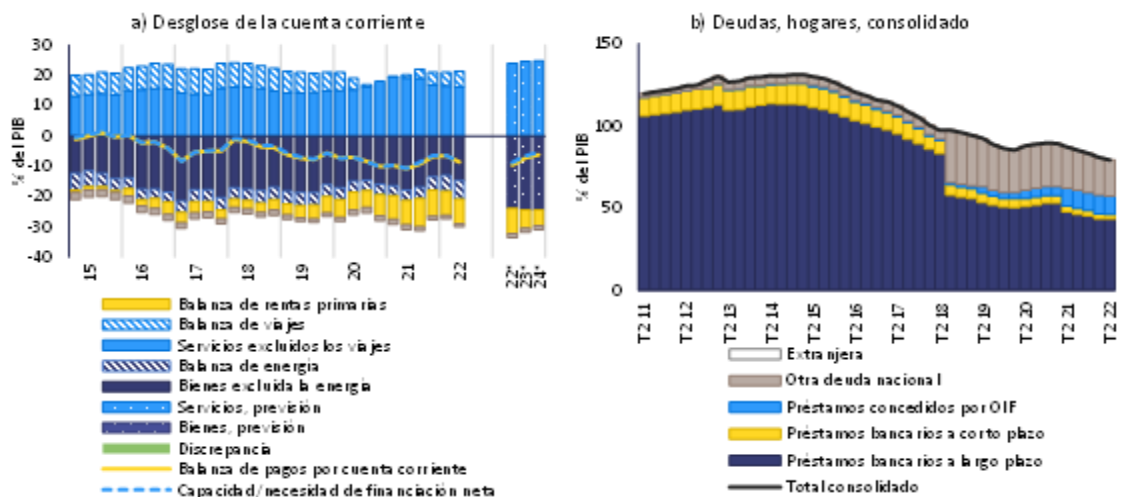 a) Desglose de la cuenta corriente
30
20
10
0
-10
-20
-30
-40
% del PIB
15
16
17
18
19
20
21
22
22*
23*
24*
Balanza de rentas primarias
Balanza de viajes
Servicios excluidos los viajes
Balanza de energía
Bienes excluida la energía
Servicios, previsión
Bienes, previsión
Discrepancia
Balanza de pagos por cuenta corriente
Capacidad/necesidad de financiación neta
b) Deudas, hogares, consolidado
150
100
50
0
% del PIB
T2 11
T2 12
T2 13
T2 14
T2 15
T2 16
T2 17
T2 18
T2 19
T2 20
T2 21
T2 22
Extranjera
Otra deuda nacional
Préstamos concedidos por OIF
Préstamos bancarios a corto plazo
Préstamos bancarios a largo plazo
Total consolidado